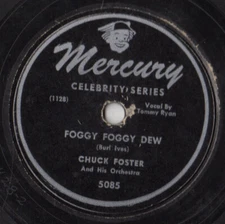 Mercury
CELEBRITY SERIES
(1128)
Vocal By
Tommy Ryan
FOGGY FOGGY DEW
(Burl Ives)
CHUCK FOSTER
And His Orchestra
5085